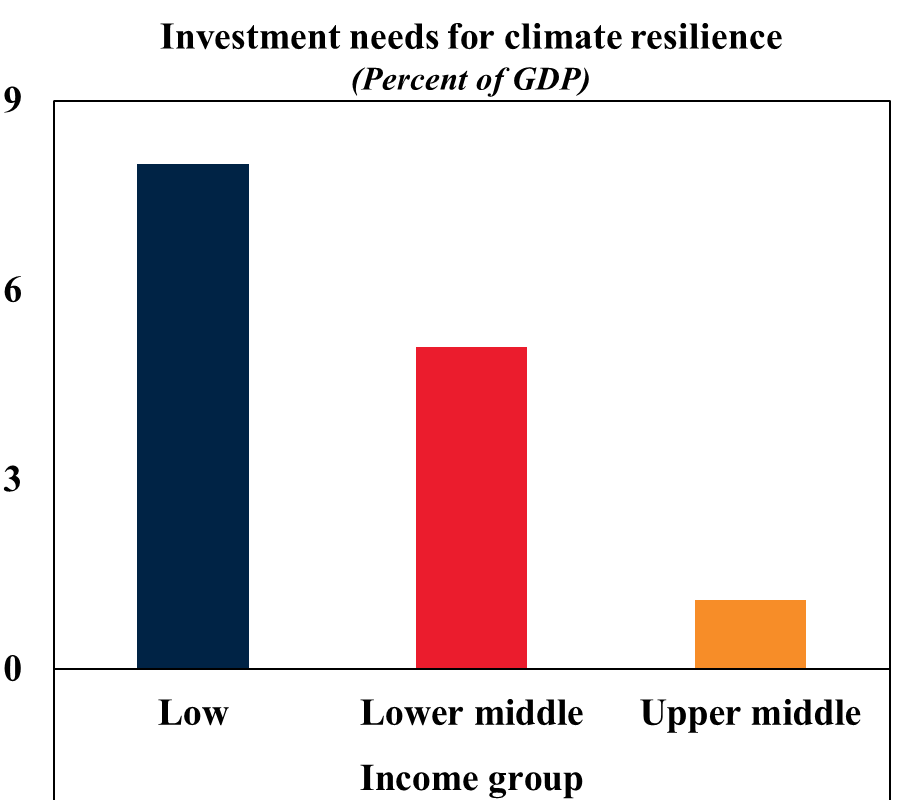 Investment needs for climate resilience
(Percent of GDP)
9
6
3
0
Low Lower middle Upper middle
Income group